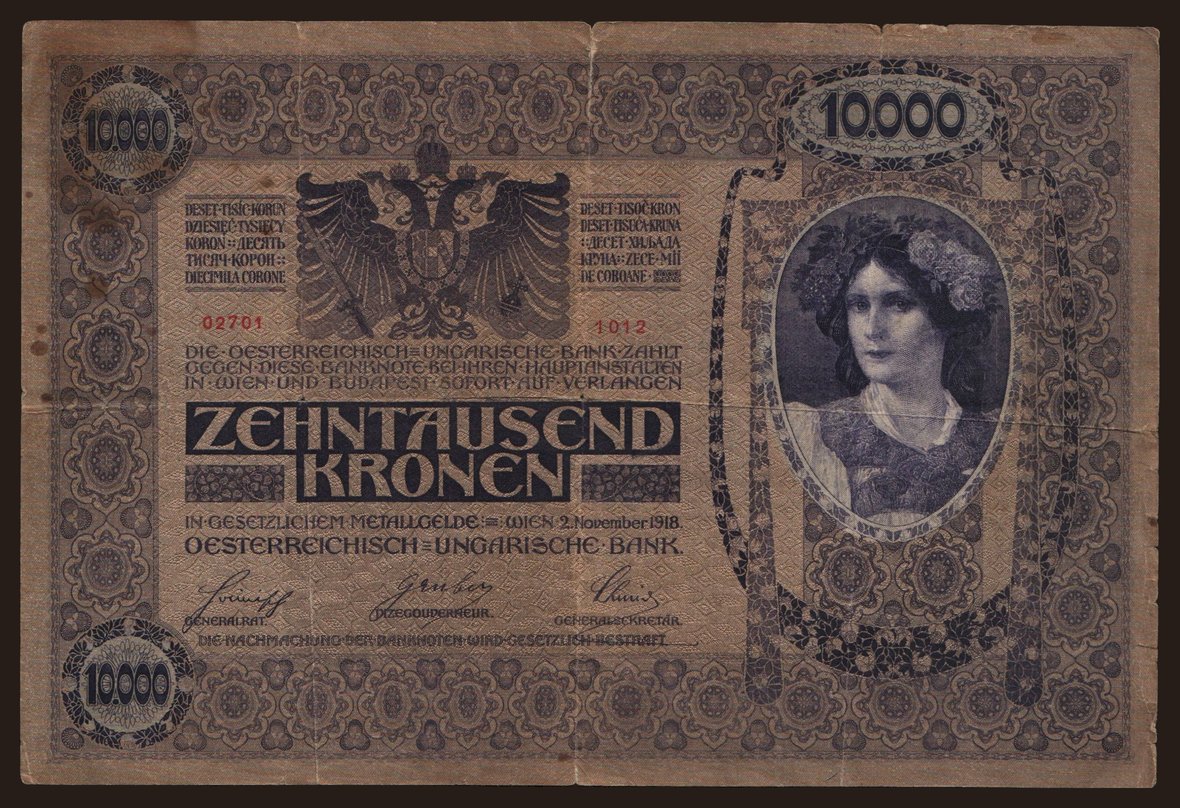 10.000
10.000
DESET·TISÍC·KORUN
DZIESIĘĆ·TYSIĘCY
KORON::ДЕСЯТЬ
ТИСЯЧ·КОРОН::
DIECIMILA CORONE
DESET·TISOČ·KRON
DESET·TISUĆA·KRUNA
::ДЕСЕТ·ХИЉАДА
КРУНА::ZECE·MII
DE COROANE·
02701
1012
DIE·OESTERREICHISCH=UNGARISCHE·BANK·ZAHLT
GEGEN·DIESE·BANKNOTE·BEI·IHREN·HAUPTANSTALTEN
IN·WIEN·UND·BUDAPEST·SOFORT·AUF·VERLANGEN
ZEHNTAUSEND
KRONEN
IN·GESETZLICHEM·METALLGELDE·:=:WIEN 2.November 1918.
OESTERREICHISCH=UNGARISCHE·BANK.
Gruber
GENERALRAT.
VIZEGOUVERNEUR.
GENERALSEKRETÄR.
DIE·NACHMACHUNG·DER·BANKNOTEN·WIRD·GESETZLICH·BESTRAFT
10.000